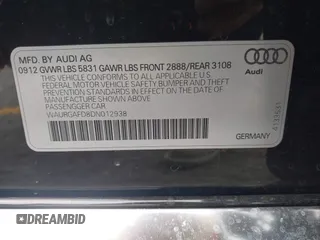 MFD. BY AUDI AG
0912 GVWR LBS 5831 GAWR LBS FRONT 2888/REAR 3108
THIS VEHICLE CONFORMS TO ALL APPLICABLE U.S.
FEDERAL MOTOR VEHICLE SAFETY BUMPER AND THEFT
PREVENTION STANDARDS IN EFFECT ON THE DATE OF
MANUFACTURE SHOWN ABOVE.
PASSENGER CAR
WAURGAFD8DN012938
Audi
DREAMBID